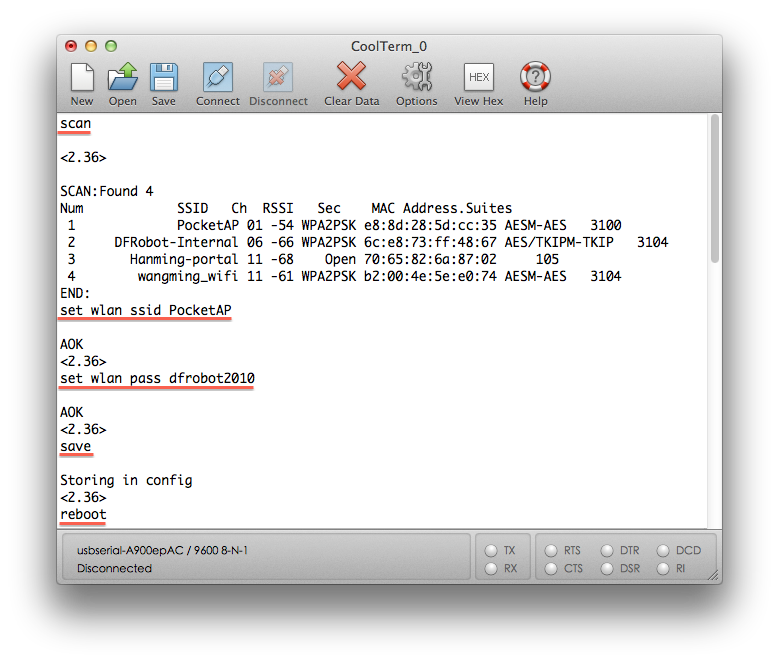 CoolTerm_0
New Open Save Connect Disconnect Clear Data Options HEX View Hex Help
scan
<2.36>
SCAN:Found 4
Num SSID Ch RSSI Sec MAC Address.Suites
1 PocketAP 01 -54 WPA2PSK e8:8d:28:5d:cc:35 AESM-AES 3100
2 DFRobot-Internal 06 -66 WPA2PSK 6c:e8:73:ff:48:67 AES/TKIPM-TKIP 3104
3 Hanming-portal 11 -68 Open 70:65:82:6a:87:02 105
4 wangming_wifi 11 -61 WPA2PSK b2:00:4e:5e:e0:74 AESM-AES 3104
END:
set wlan ssid PocketAP
AOK
<2.36>
set wlan pass dfrobot2010
AOK
<2.36>
save
Storing in config
<2.36>
reboot
usbserial-A900epAC / 9600 8-N-1 TX RTS DTR DCD
Disconnected RX CTS DSR RI